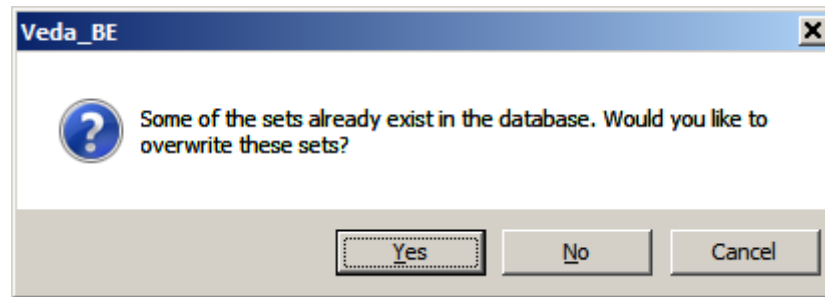 Veda_BE
Some of the sets already exist in the database. Would you like to
overwrite these sets?
Yes No Cancel